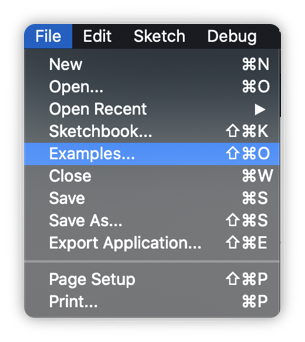 File Edit Sketch Debug
New ⌘N
Open... ⌘O
Open Recent ▶
Sketchbook... ⇧⌘K
Examples... ⇧⌘O
Close ⌘W
Save ⌘S
Save As... ⇧⌘S
Export Application... ⇧⌘E
Page Setup ⇧⌘P
Print... ⌘P